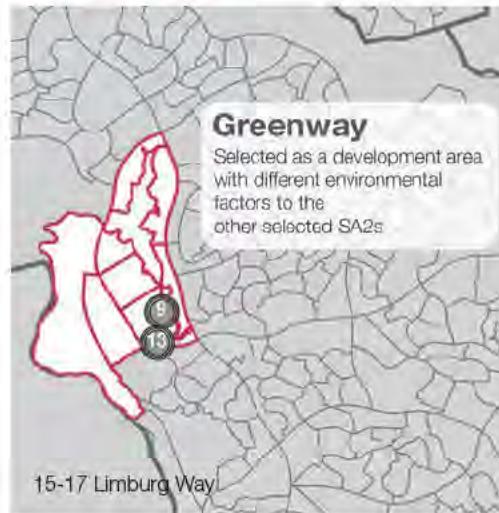 Greenway
Selected as a development area
with different environmental
factors to the
other selected SA2s
9
13
15-17 Limburg Way